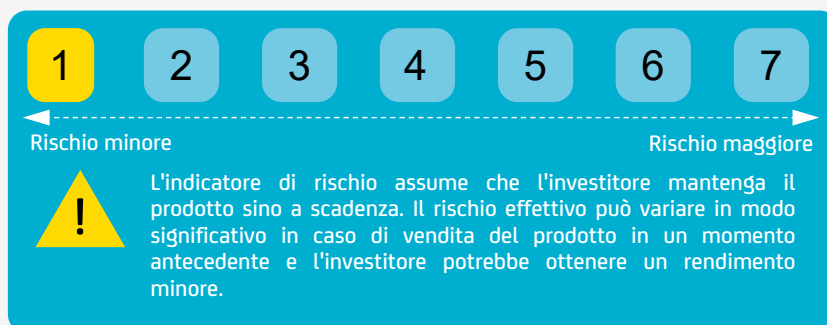 1 2 3 4 5 6 7
Rischio minore Rischio maggiore
!
L'indicatore di rischio assume che l'investitore mantenga il
prodotto sino a scadenza. Il rischio effettivo può variare in modo
significativo in caso di vendita del prodotto in un momento
antecedente e l'investitore potrebbe ottenere un rendimento
minore.